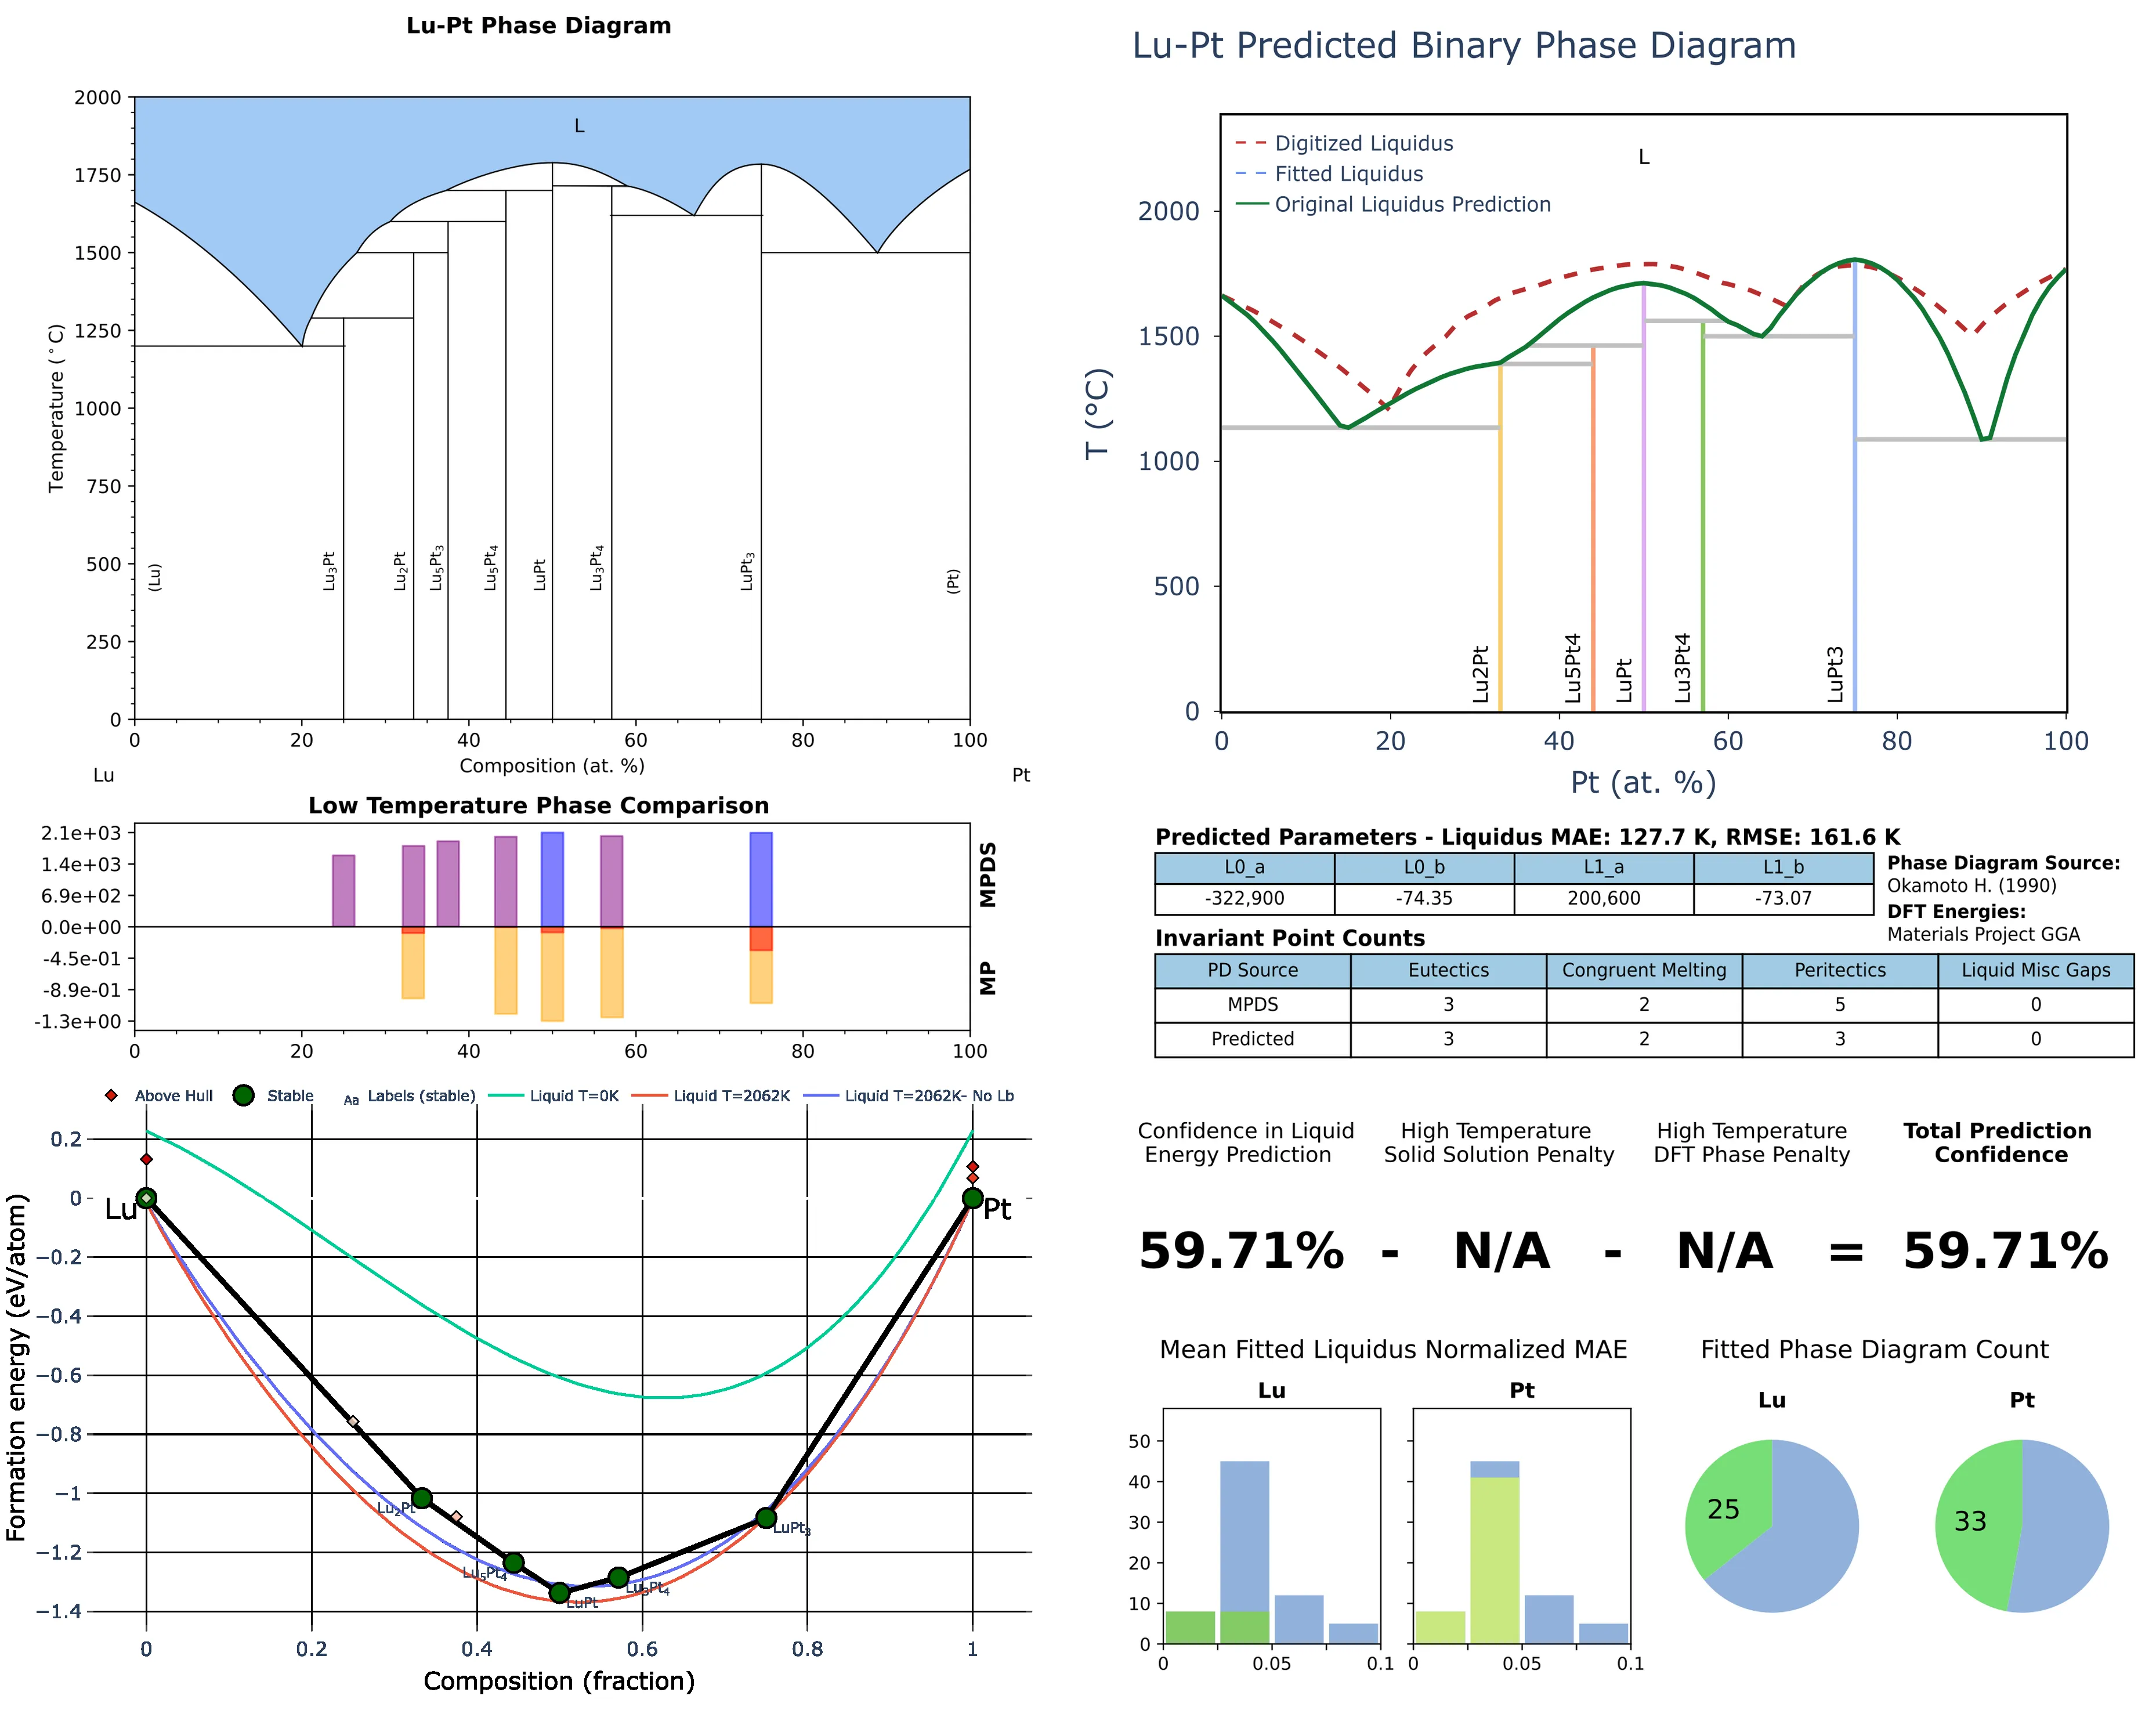 Lu-Pt Phase Diagram
2000
1750
1500
1250
1000
750
500
250
0
Temperature (°C)
L
(Lu)
Lu₃Pt
Lu₂Pt
Lu₅Pt₃
Lu₅Pt₄
LuPt
Lu₃Pt₄
LuPt₃
(Pt)
0 20 40 60 80 100
Composition (at. %)
Lu Pt
Low Temperature Phase Comparison
2.1e+03
1.4e+03
6.9e+02
0.0e+00
-4.5e-01
-8.9e-01
-1.3e+00
MPDS
MP
0 20 40 60 80 100
Above Hull Stable Aa Labels (stable) Liquid T=0K Liquid T=2062K Liquid T=2062K- No Lb
0.2
0
−0.2
−0.4
−0.6
−0.8
−1
−1.2
−1.4
Formation energy (eV/atom)
Lu
Pt
Lu₂Pt
Lu₅Pt₄
LuPt
Lu₃Pt₄
LuPt₃
0 0.2 0.4 0.6 0.8 1
Composition (fraction)
Lu-Pt Predicted Binary Phase Diagram
Digitized Liquidus
Fitted Liquidus
Original Liquidus Prediction
L
2000
1500
1000
500
0
T (°C)
Lu2Pt
Lu5Pt4
LuPt
Lu3Pt4
LuPt3
0 20 40 60 80 100
Pt (at. %)
Predicted Parameters - Liquidus MAE: 127.7 K, RMSE: 161.6 K
L0_a L0_b L1_a L1_b
-322,900 -74.35 200,600 -73.07
Phase Diagram Source:
Okamoto H. (1990)
DFT Energies:
Materials Project GGA
Invariant Point Counts
PD Source Eutectics Congruent Melting Peritectics Liquid Misc Gaps
MPDS 3 2 5 0
Predicted 3 2 3 0
Confidence in Liquid
Energy Prediction
High Temperature
Solid Solution Penalty
High Temperature
DFT Phase Penalty
Total Prediction
Confidence
59.71% - N/A - N/A = 59.71%
Mean Fitted Liquidus Normalized MAE
Lu Pt
50
40
30
20
10
0
0 0.05 0.1
0 0.05 0.1
Fitted Phase Diagram Count
Lu Pt
25 33